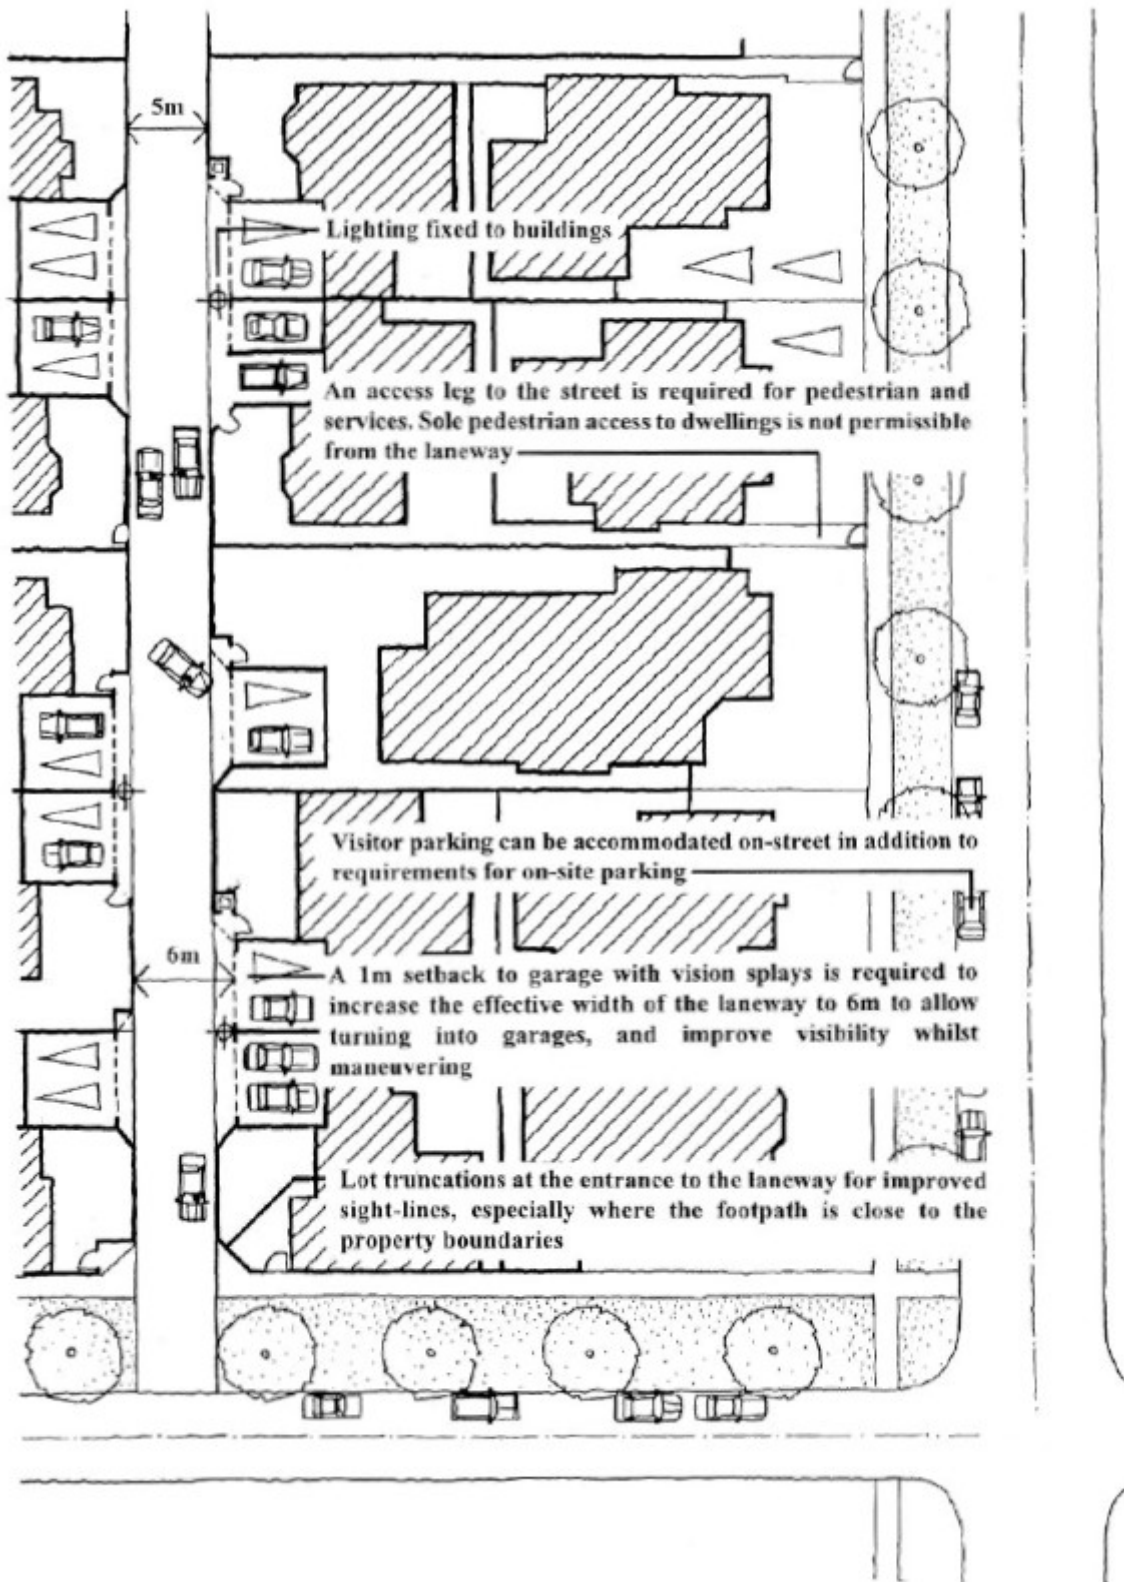 5m
Lighting fixed to buildings
An access leg to the street is required for pedestrian and
services. Sole pedestrian access to dwellings is not permissible
from the laneway
Visitor parking can be accommodated on-street in addition to
requirements for on-site parking
6m
A 1m setback to garage with vision splays is required to
increase the effective width of the laneway to 6m to allow
turning into garages, and improve visibility whilst
maneuvering
Lot truncations at the entrance to the laneway for improved
sight-lines, especially where the footpath is close to the
property boundaries